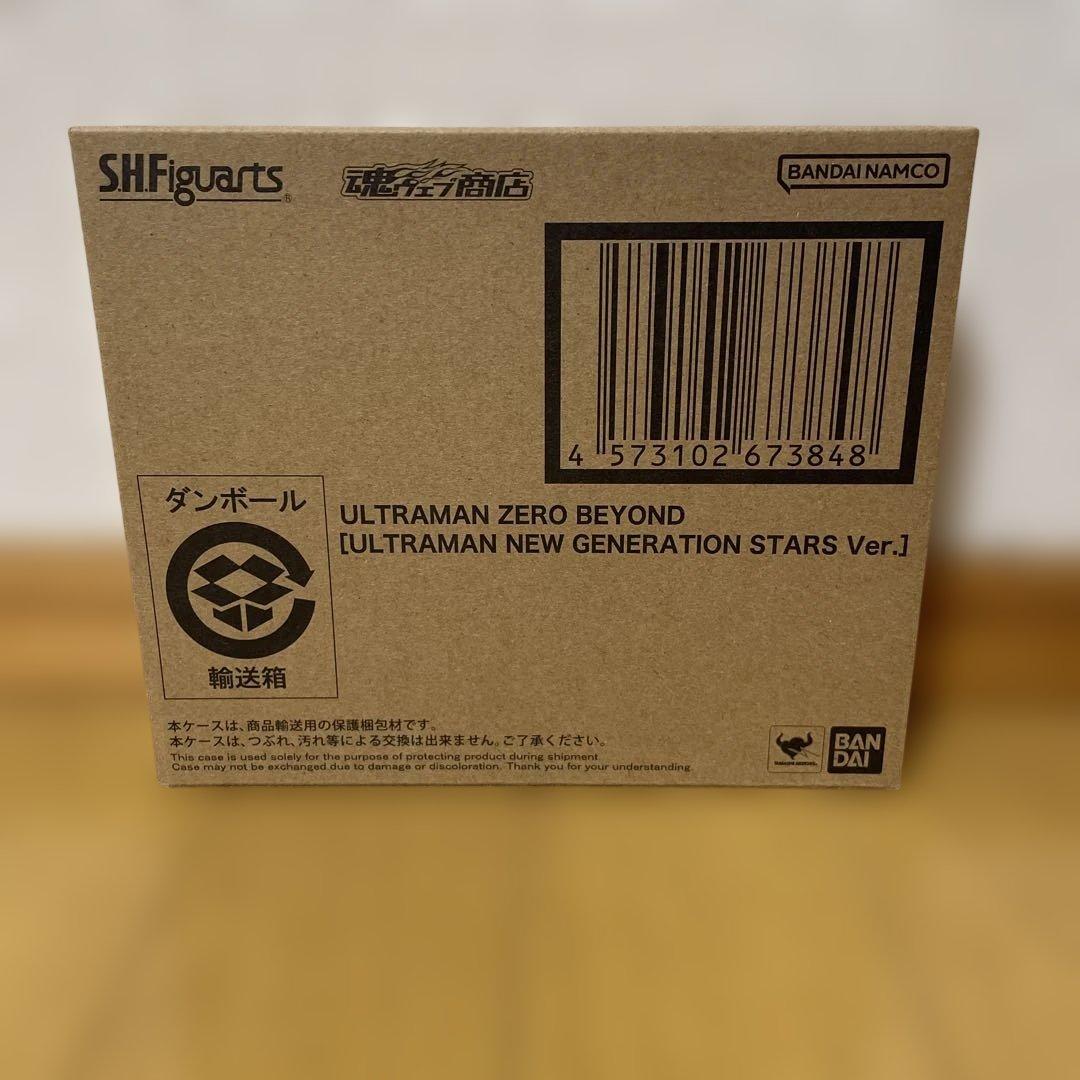 S.H.Figuarts®
魂ウェブ商店
BANDAI NAMCO
4 573102 673848
ダンボール
輸送箱
ULTRAMAN ZERO BEYOND
[ULTRAMAN NEW GENERATION STARS Ver.]
本ケースは、商品輸送用の保護梱包材です。
本ケースは、つぶれ、汚れ等による交換は出来ません。ご了承ください。
This case is used solely for the purpose of protecting product during shipment.
Case may not be exchanged due to damage or discoloration. Thank you for your understanding.
TAMASHII NATIONS
BAN
DAI